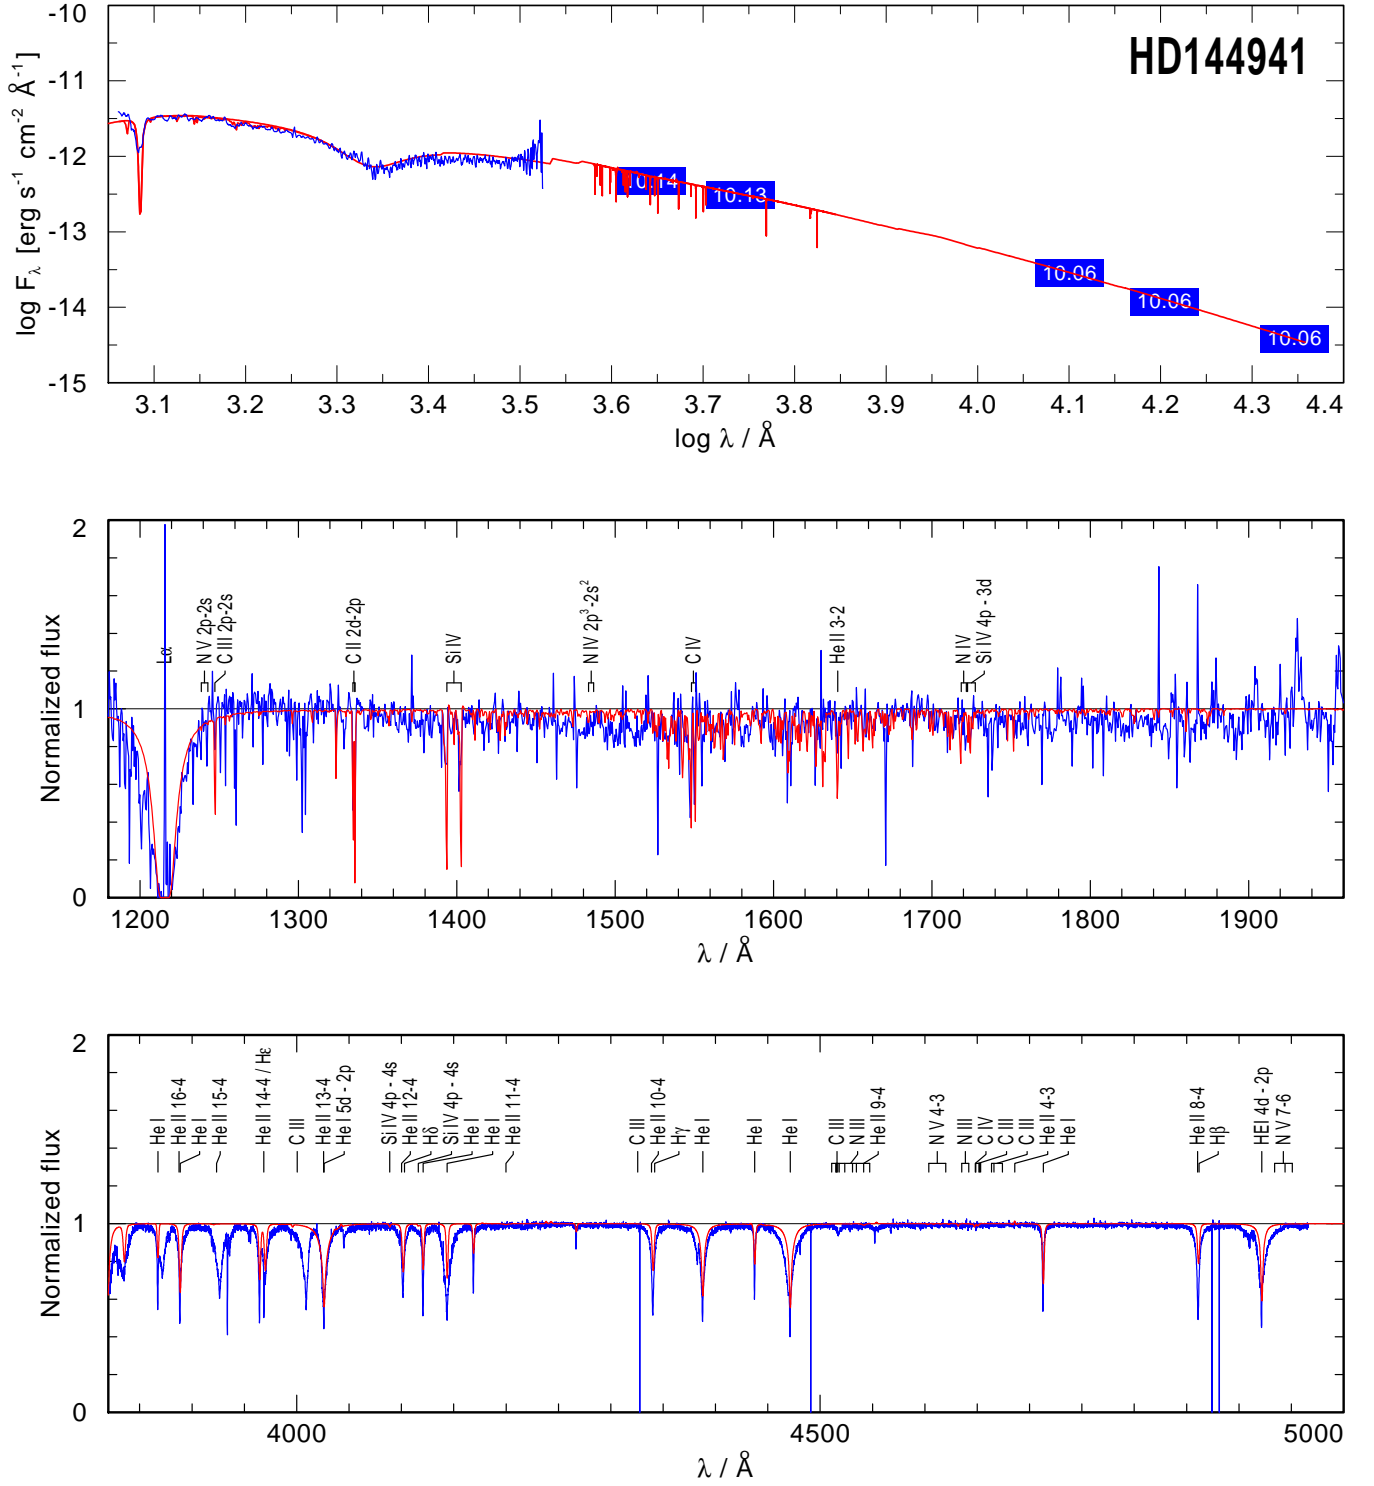 HD144941
log Fλ [erg s⁻¹ cm⁻² Å⁻¹]
-10
-11
-12
-13
-14
-15
10.14
10.13
10.06
10.06
10.06
3.1 3.2 3.3 3.4 3.5 3.6 3.7 3.8 3.9 4.0 4.1 4.2 4.3 4.4
log λ / Å
Normalized flux
2
1
0
Lα
N V 2p-2s
C III 2p-2s
C II 2d-2p
Si IV
N IV 2p³-2s²
C IV
He II 3-2
N IV
Si IV 4p - 3d
1200 1300 1400 1500 1600 1700 1800 1900
λ / Å
Normalized flux
2
1
0
He I
He II 16-4
He I
He II 15-4
He II 14-4 / Hε
C III
He II 13-4
He I 5d - 2p
Si IV 4p - 4s
He II 12-4
Hδ
Si IV 4p - 4s
He I
He I
He II 11-4
C III
He II 10-4
Hγ
He I
He I
He I
C III
N III
He II 9-4
N V 4-3
N III
C IV
C III
C III
He II 4-3
He I
He II 8-4
Hβ
HEI 4d - 2p
N V 7-6
4000 4500 5000
λ / Å